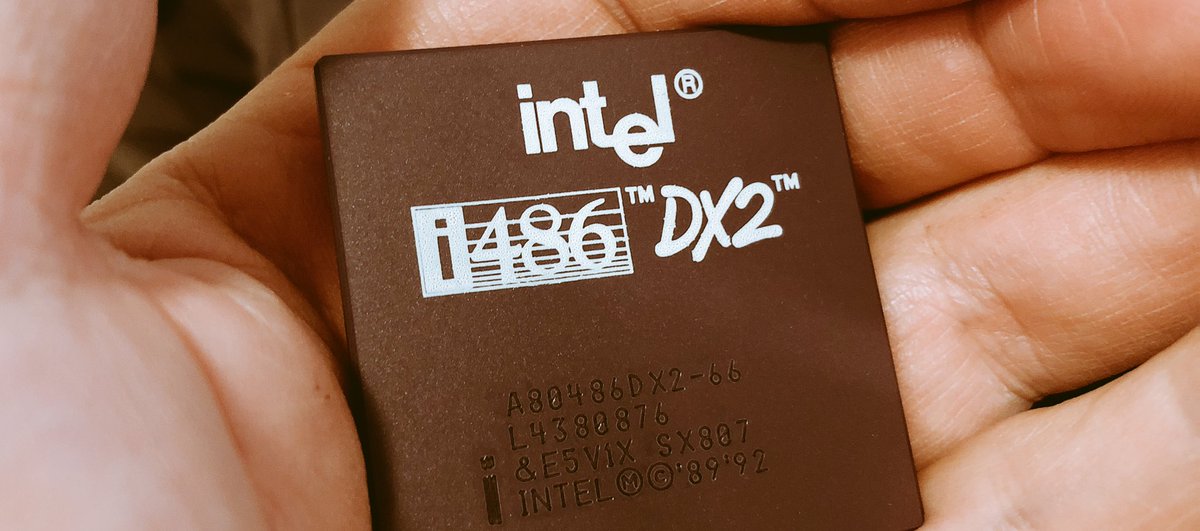 intel®
i486™ DX2™
A80486DX2-66
L4380876
&E5V1X SX807
i INTEL Ⓜ©'89'92